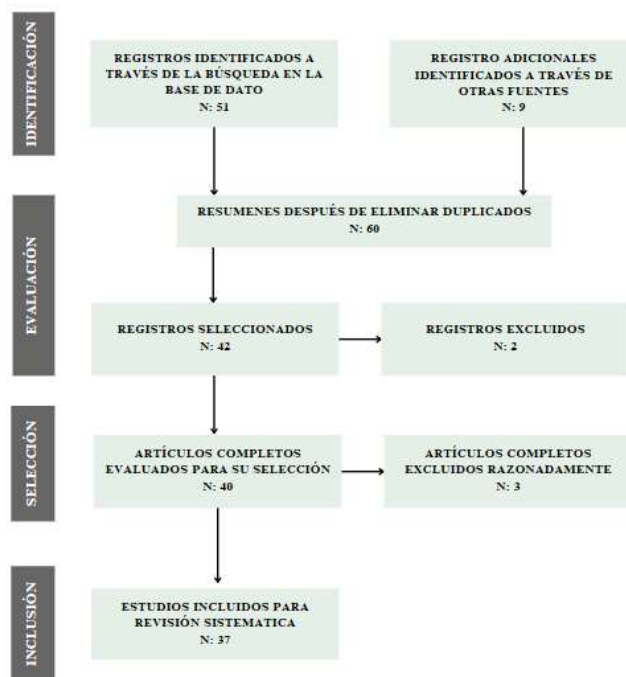 IDENTIFICACIÓN
REGISTROS IDENTIFICADOS A
TRAVÉS DE LA BÚSQUEDA EN LA
BASE DE DATO
N: 51
REGISTRO ADICIONALES
IDENTIFICADOS A TRAVÉS DE
OTRAS FUENTES
N: 9
EVALUACIÓN
RESUMENES DESPUÉS DE ELIMINAR DUPLICADOS
N: 60
REGISTROS SELECCIONADOS
N: 42
REGISTROS EXCLUIDOS
N: 2
SELECCIÓN
ARTÍCULOS COMPLETOS
EVALUADOS PARA SU SELECCIÓN
N: 40
ARTÍCULOS COMPLETOS
EXCLUIDOS RAZONADAMENTE
N: 3
INCLUSIÓN
ESTUDIOS INCLUIDOS PARA
REVISIÓN SISTEMATICA
N: 37